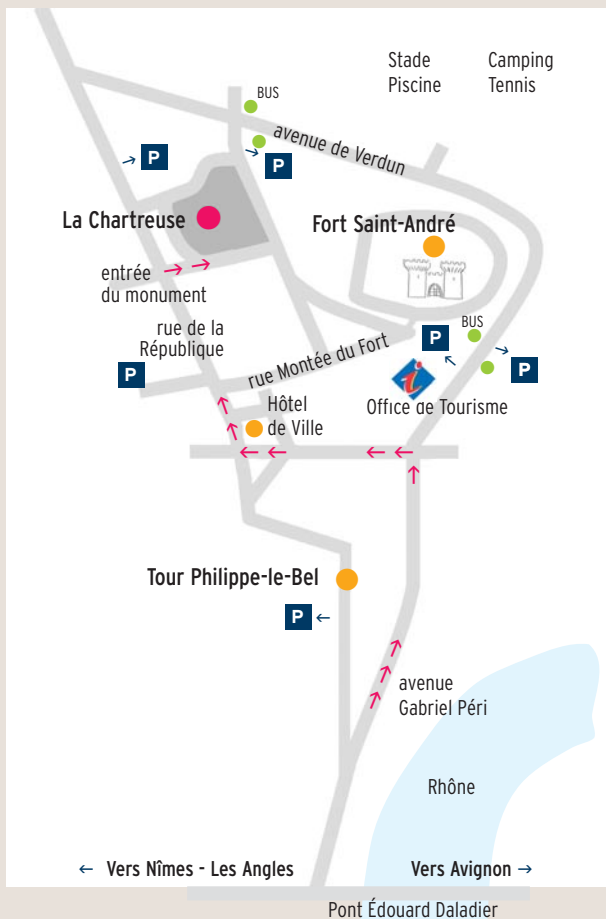 Stade
Piscine
Camping
Tennis
BUS
avenue de Verdun
P
P
La Chartreuse
Fort Saint-André
entrée
du monument
rue de la
République
BUS
P
P
P
rue Montée du Fort
i
Office de Tourisme
Hôtel
de Ville
Tour Philippe-le-Bel
P
avenue
Gabriel Péri
Rhône
← Vers Nîmes - Les Angles
Vers Avignon →
Pont Édouard Daladier